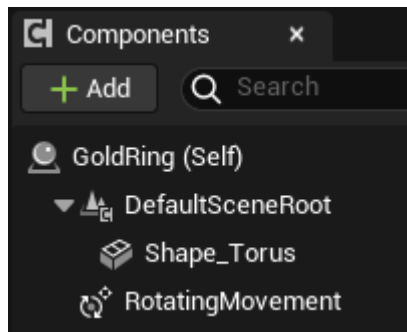 Components
+ Add
Search
GoldRing (Self)
DefaultSceneRoot
Shape_Torus
RotatingMovement